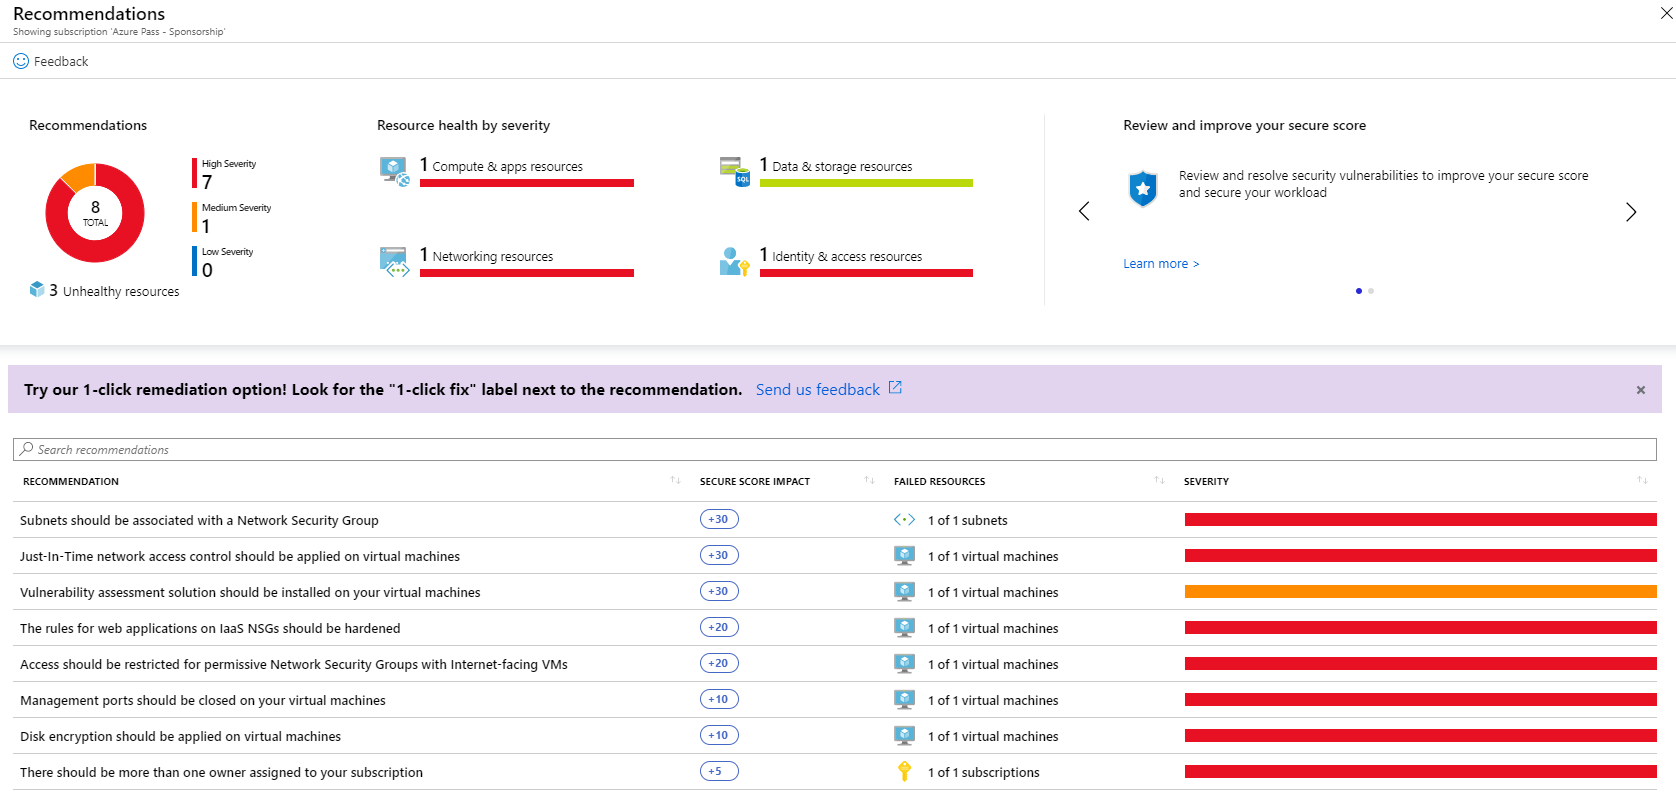 Recommendations
Showing subscription 'Azure Pass - Sponsorship'
Feedback
Recommendations
8
TOTAL
High Severity
7
Medium Severity
1
Low Severity
0
3 Unhealthy resources
Resource health by severity
1 Compute & apps resources
1 Data & storage resources
SQL
1 Networking resources
1 Identity & access resources
Review and improve your secure score
Review and resolve security vulnerabilities to improve your secure score
and secure your workload
Learn more >
Try our 1-click remediation option! Look for the "1-click fix" label next to the recommendation. Send us feedback
Search recommendations
RECOMMENDATION SECURE SCORE IMPACT FAILED RESOURCES SEVERITY
Subnets should be associated with a Network Security Group +30 1 of 1 subnets
Just-In-Time network access control should be applied on virtual machines +30 1 of 1 virtual machines
Vulnerability assessment solution should be installed on your virtual machines +30 1 of 1 virtual machines
The rules for web applications on IaaS NSGs should be hardened +20 1 of 1 virtual machines
Access should be restricted for permissive Network Security Groups with Internet-facing VMs +20 1 of 1 virtual machines
Management ports should be closed on your virtual machines +10 1 of 1 virtual machines
Disk encryption should be applied on virtual machines +10 1 of 1 virtual machines
There should be more than one owner assigned to your subscription +5 1 of 1 subscriptions